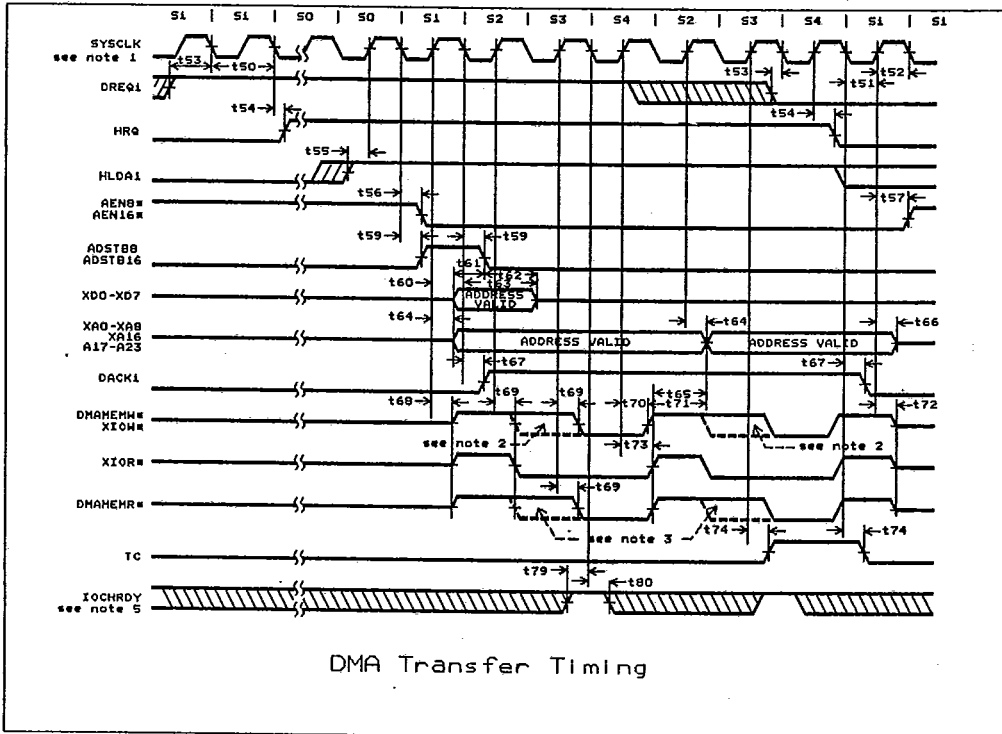 SI | SI | S0 | S0 | S1 | S2 | S3 | S4 | S2 | S3 | S4 | S1 | SI
SYSCLK
see note 1
t53 t50 t53 t51 t52
DREQi
t54 t54
HRQ
t55
HLDA1
t56 t57
AEN8*
AEN16*
t59 t59
ADSTB8
ADSTB16
t61 t62
t60 t63
XD0-XD7
ADDRESS
VALID
t64 t64 t66
XA0-XA8
XA16
A17-A23
ADDRESS VALID ADDRESS VALID
t67 t67
DACKi
t68 t69 t69 t70 t65
t71 t72
DMAMEMW*
XIOW*
see note 2 t73 see note 2
XIOR*
t69
DMAMEMR*
see note 3 t74 t74
TC
t79 t80
IOCHRDY
see note 5
DMA Transfer Timing